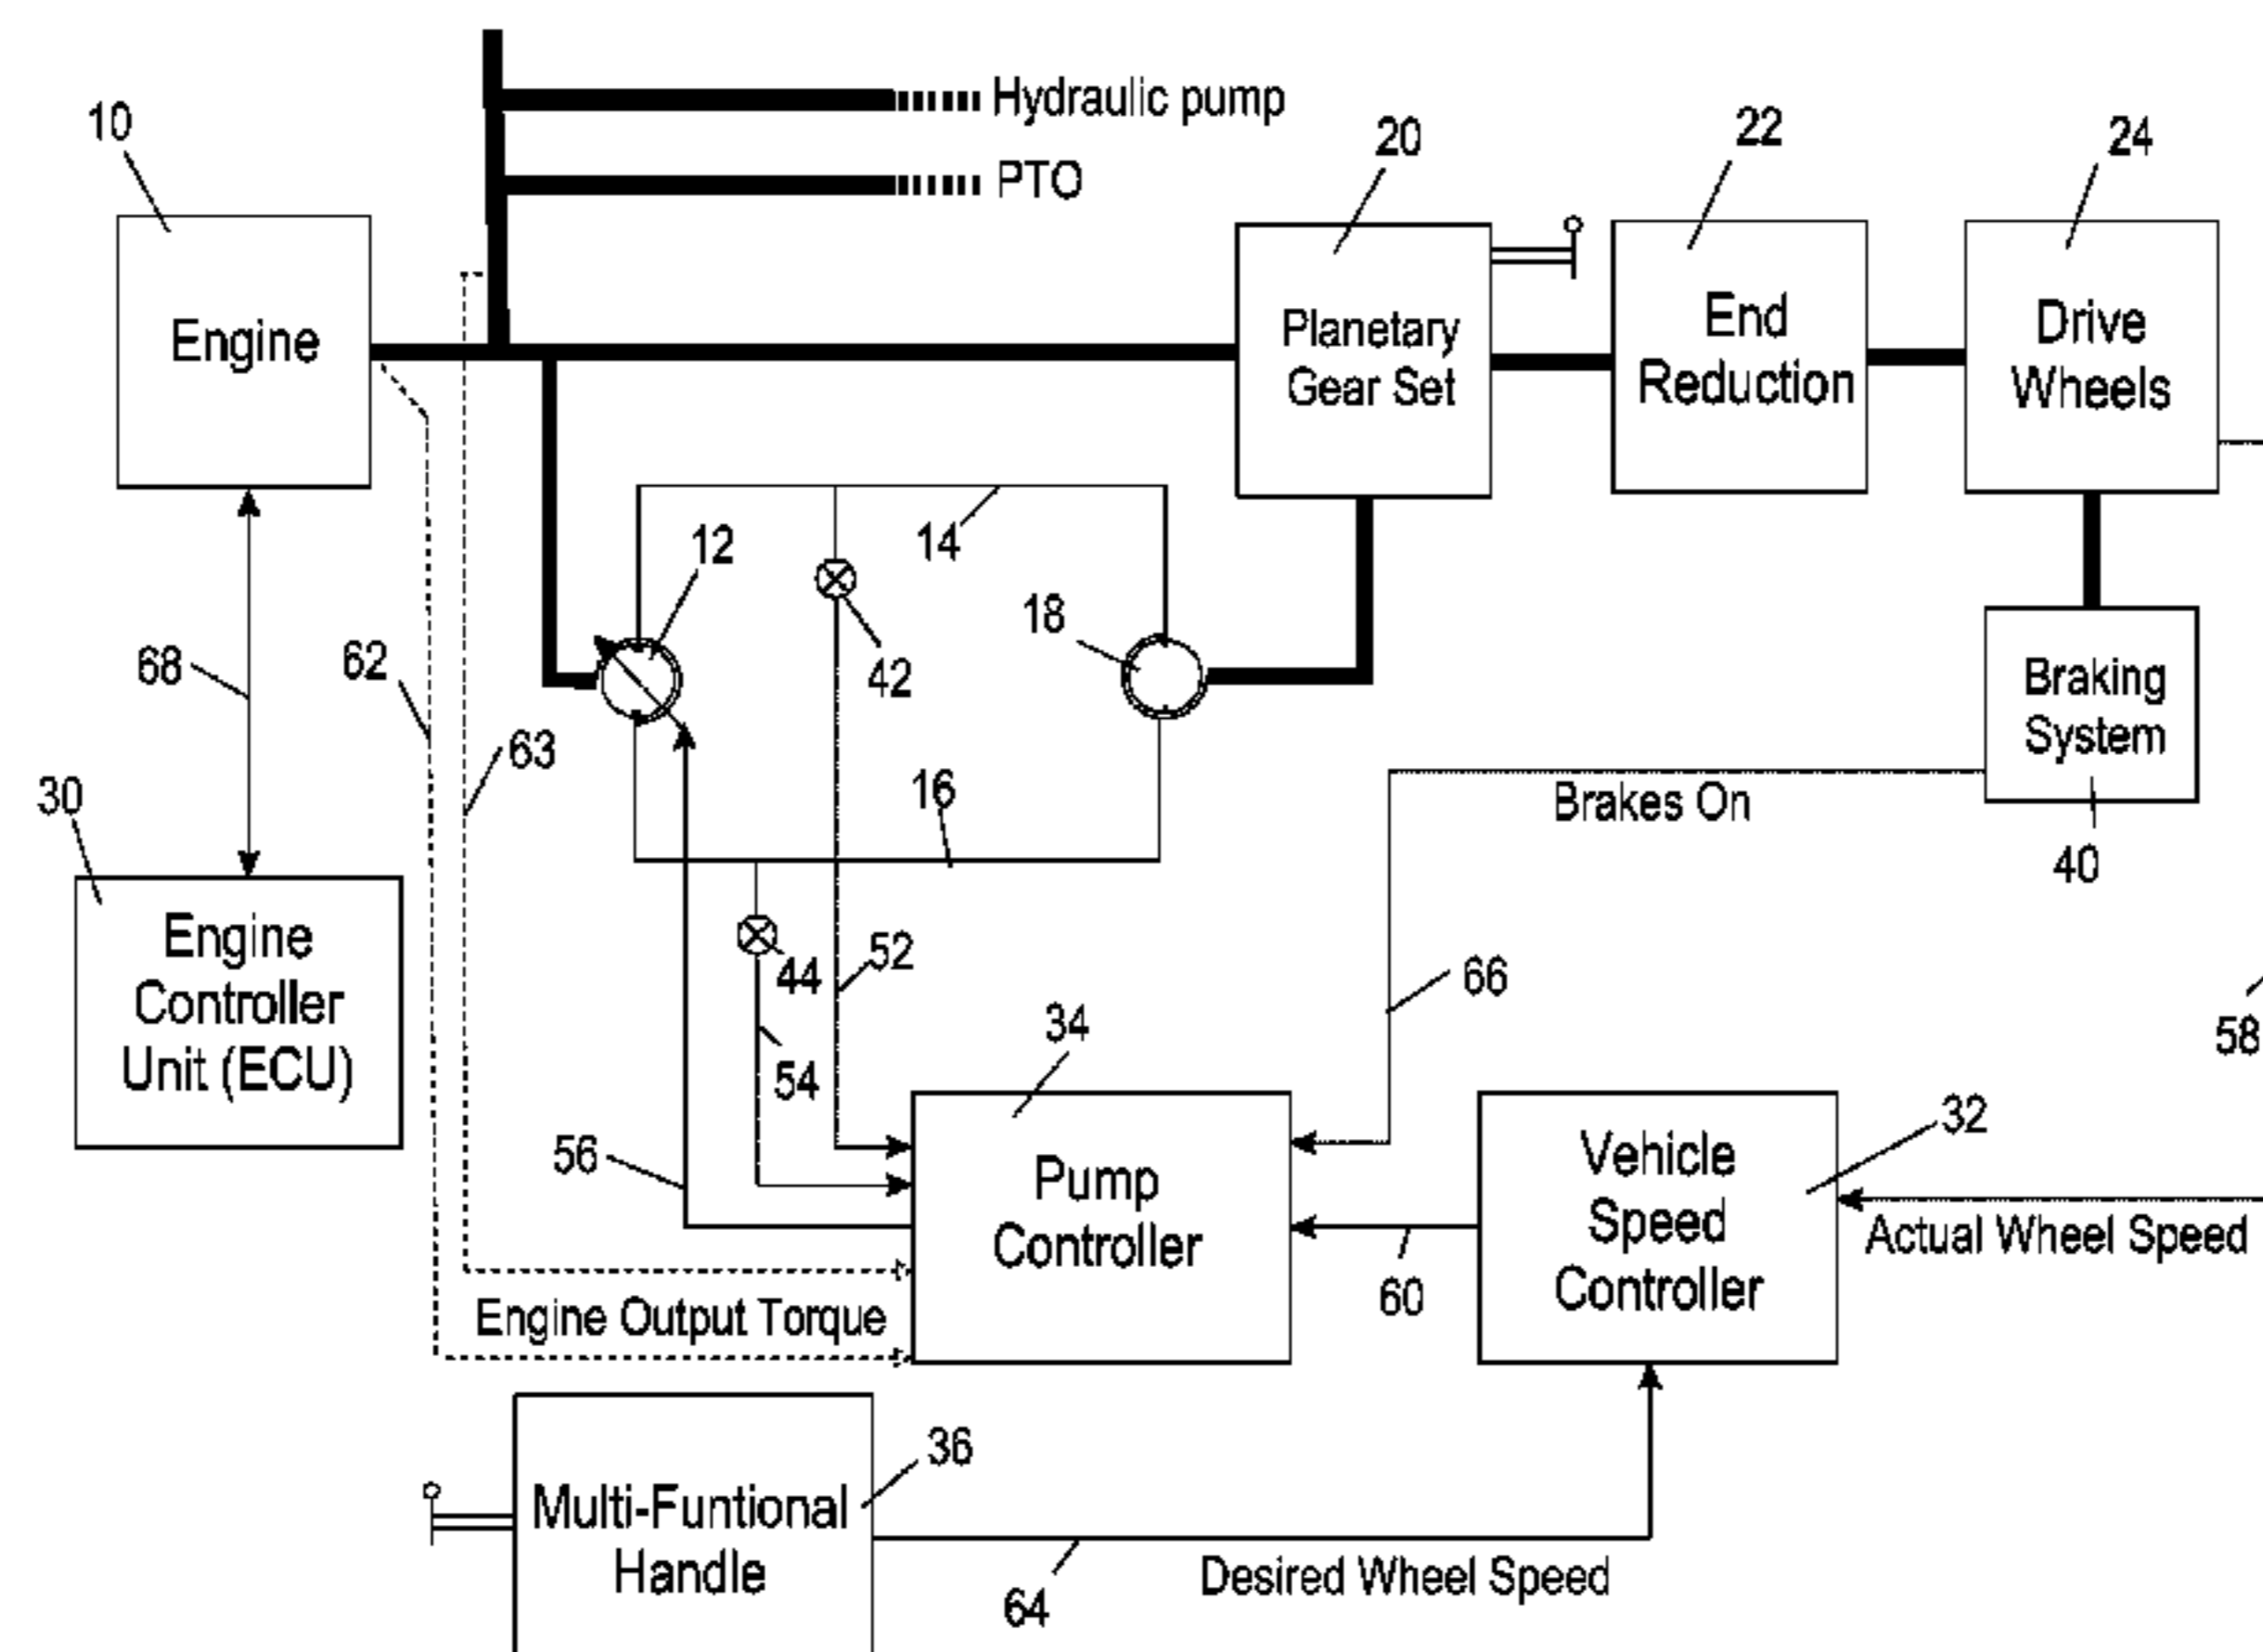 Hydraulic pump
10
20
22
24
PTO
Engine
Planetary
Gear Set
End
Reduction
Drive
Wheels
12
14
18
42
68
62
63
Braking
System
30
16
Brakes On
40
Engine
Controller
Unit (ECU)
44
52
66
34
58
54
32
56
Pump
Controller
Vehicle
Speed
Controller
Actual Wheel Speed
60
Engine Output Torque
36
Multi-Funtional
Handle
64
Desired Wheel Speed